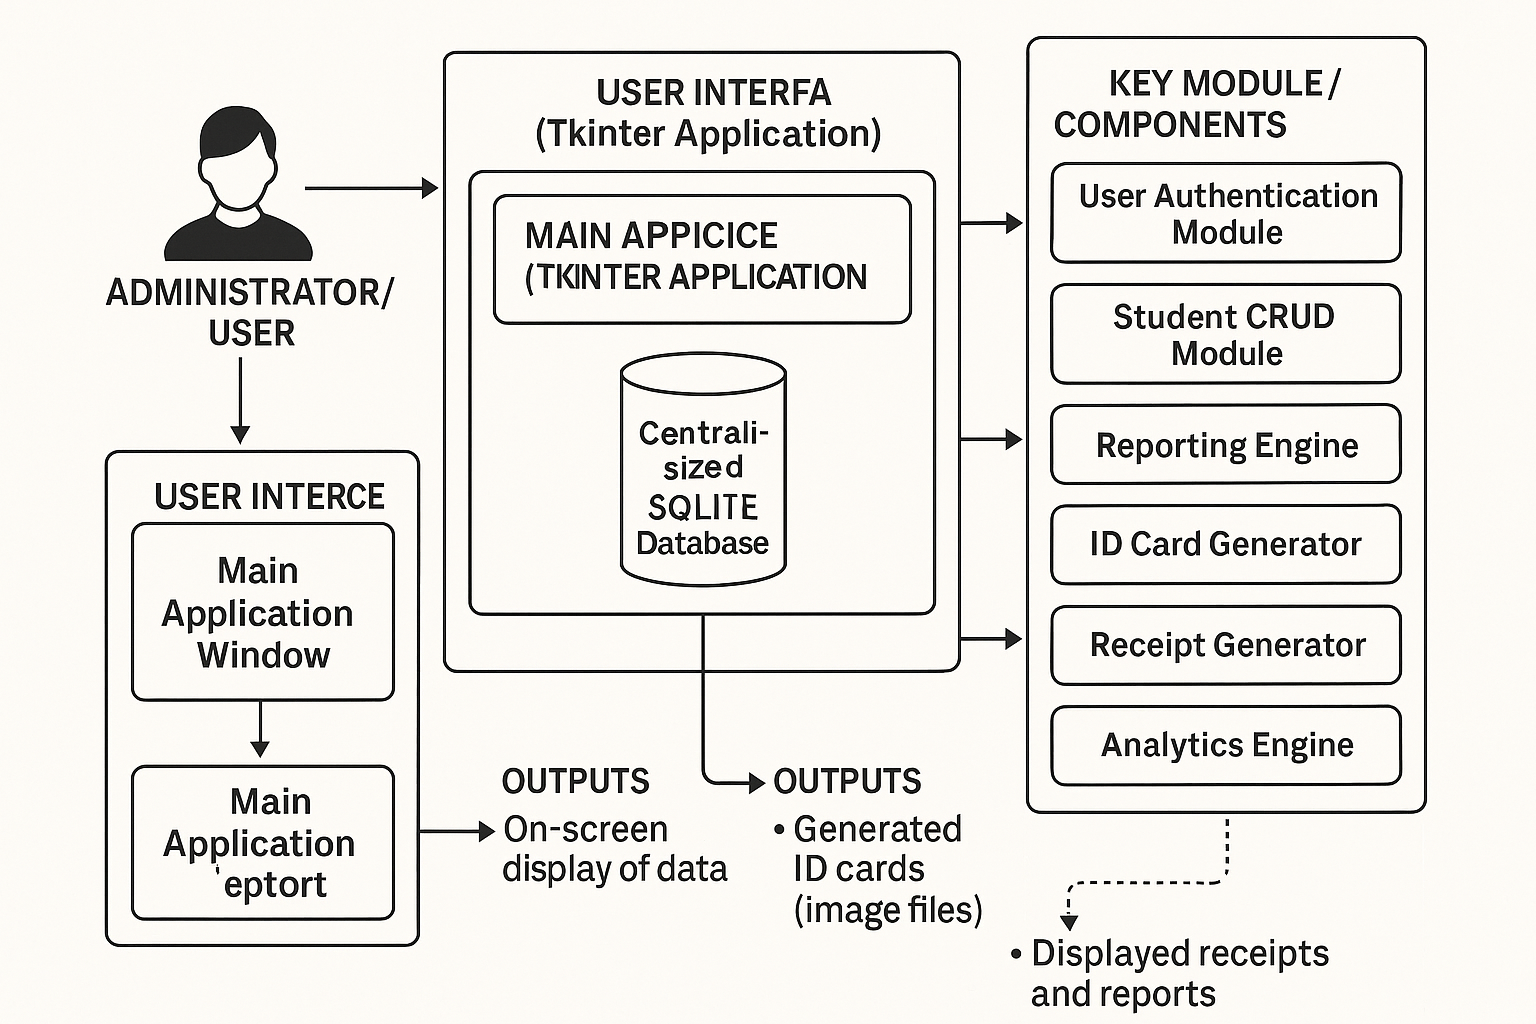 ADMINISTRATOR/
USER
USER INTERCE
Main
Application
Window
Main
Application
'eptort
USER INTERFA
(Tkinter Application)
MAIN APPICICE
(TKINTER APPLICATION
Centrali-
sized
SQLITE
Database
OUTPUTS
On-screen
display of data
OUTPUTS
• Generated
ID cards
(image files)
KEY MODULE/
COMPONENTS
User Authentication
Module
Student CRUD
Module
Reporting Engine
ID Card Generator
Receipt Generator
Analytics Engine
• Displayed receipts
and reports